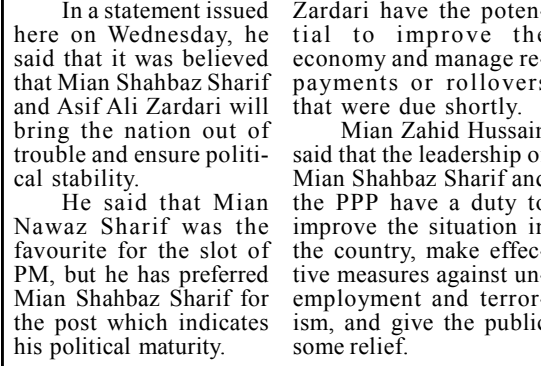 In a statement issued
here on Wednesday, he
said that it was believed
that Mian Shahbaz Sharif
and Asif Ali Zardari will
bring the nation out of
trouble and ensure politi-
cal stability.
He said that Mian
Nawaz Sharif was the
favourite for the slot of
PM, but he has preferred
Mian Shahbaz Sharif for
the post which indicates
his political maturity.
Zardari have the poten-
tial to improve the
economy and manage re-
payments or rollovers
that were due shortly.
Mian Zahid Hussain
said that the leadership of
Mian Shahbaz Sharif and
the PPP have a duty to
improve the situation in
the country, make effec-
tive measures against un-
employment and terror-
ism, and give the public
some relief.